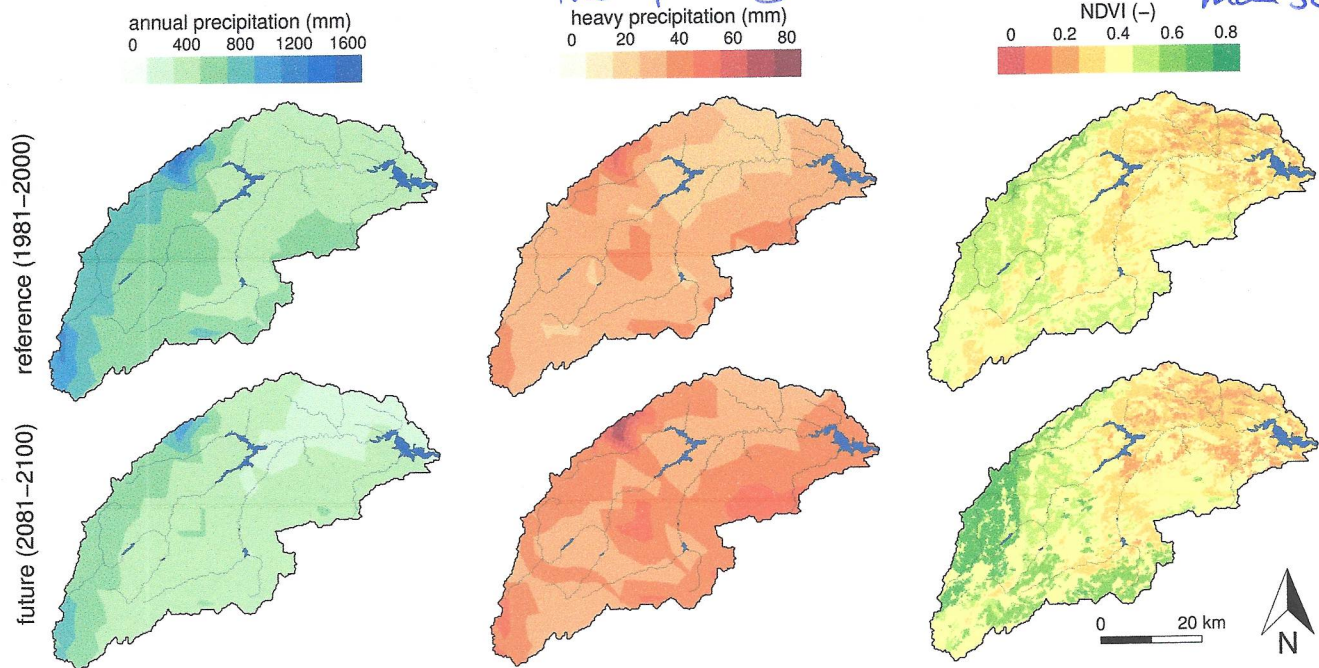 annual precipitation (mm)
0 400 800 1200 1600
heavy precipitation (mm)
0 20 40 60 80
NDVI (–)
0 0.2 0.4 0.6 0.8
reference (1981–2000)
future (2081–2100)
0 20 km
N